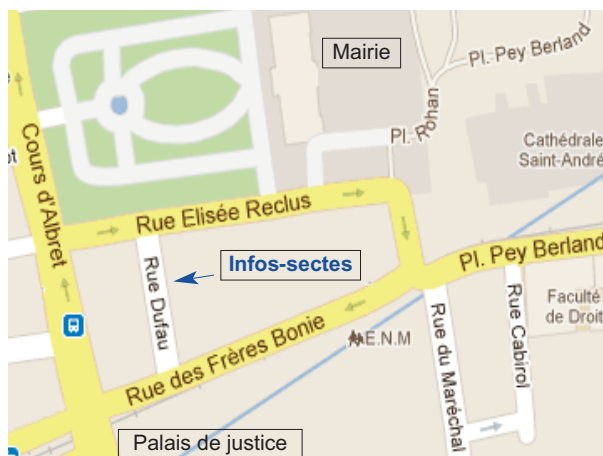 Mairie
Pl. Pey Berland
Pl. Rohan
Cathédrale
Saint-André
Cours d'Albret
Rue Elisée Reclus
Infos-sectes
Pl. Pey Berland
Rue Dufau
Rue des Frères Bonie
E.N.M
Faculté
de Droit
Rue Cabirol
Rue du Maréchal
Palais de justice